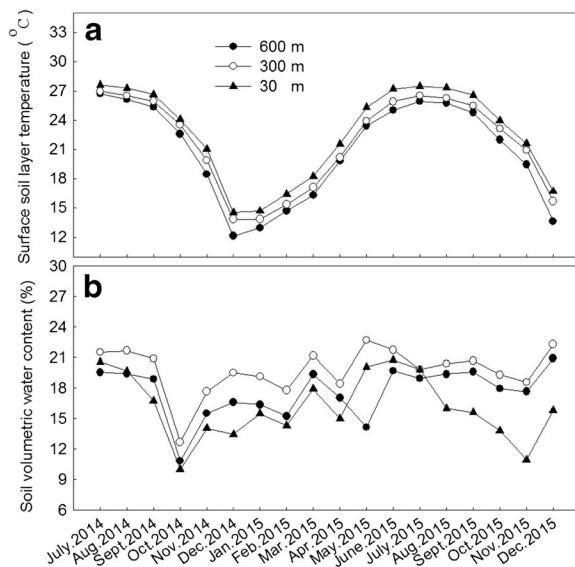 a
600 m
300 m
30 m
Surface soil layer temperature ( °C )
33
30
27
24
21
18
15
12
b
Soil volumetric water content (%)
30
27
24
21
18
15
12
9
6
July.2014
Aug.2014
Sept.2014
Oct.2014
Nov.2014
Dec.2014
Jan.2015
Feb.2015
Mar.2015
Apr.2015
May.2015
June.2015
July.2015
Aug.2015
Sept.2015
Oct.2015
Nov.2015
Dec.2015